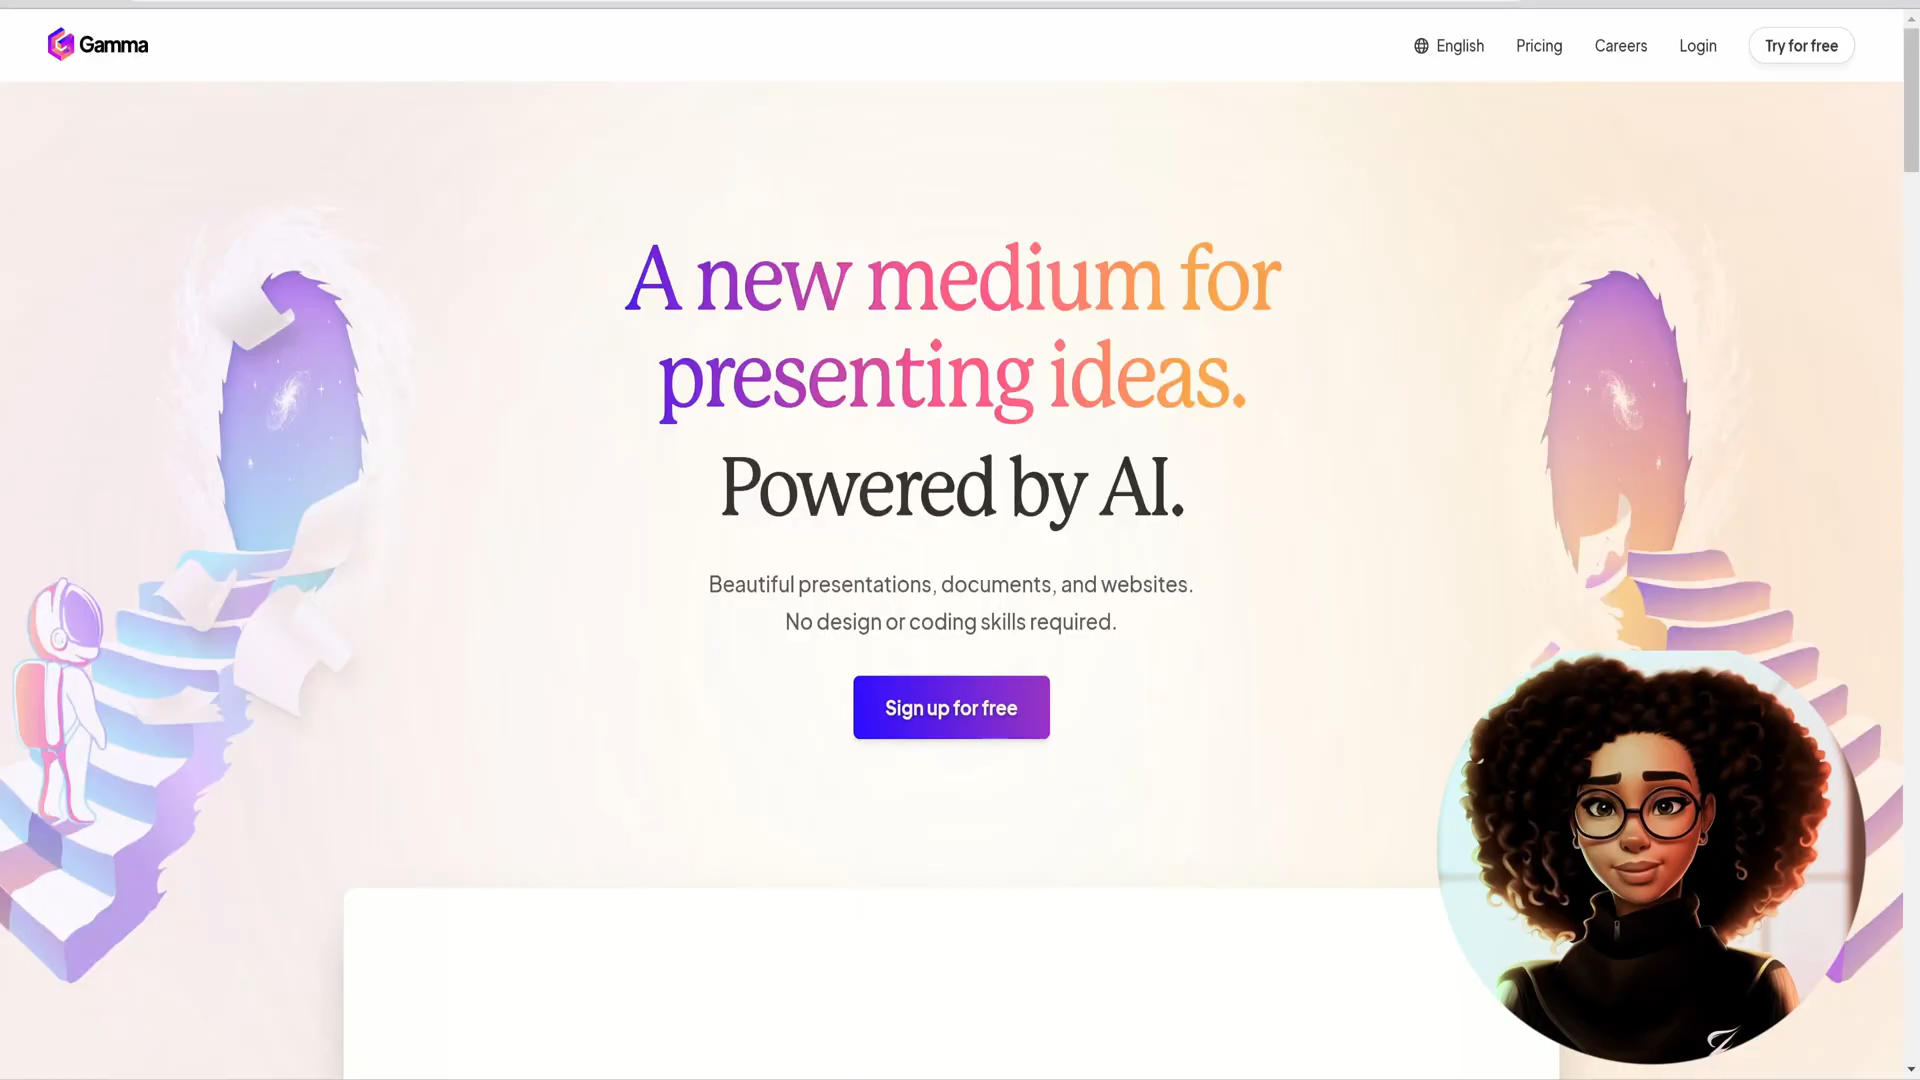 Gamma
English
Pricing
Careers
Login
Try for free
A new medium for
presenting ideas.
Powered by AI.
Beautiful presentations, documents, and websites.
No design or coding skills required.
Sign up for free